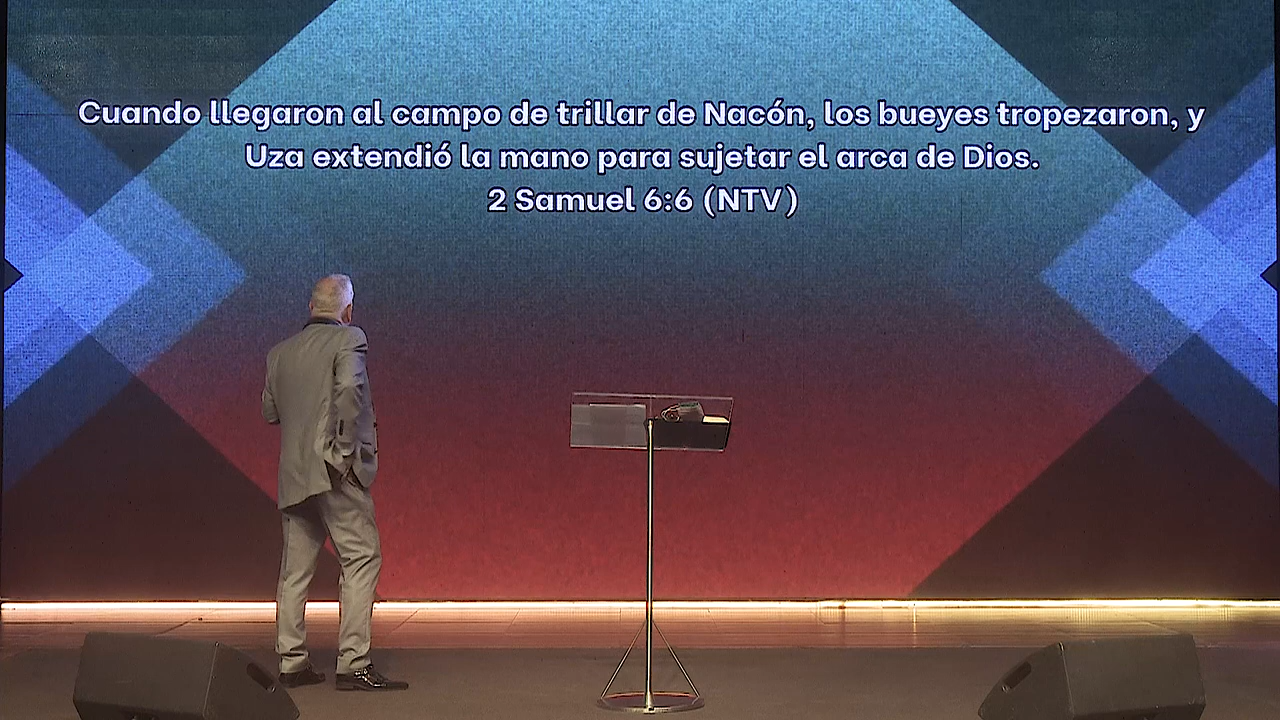 Cuando llegaron al campo de trillar de Nacón, los bueyes tropezaron, y
Uza extendió la mano para sujetar el arca de Dios.
2 Samuel 6:6 (NTV)